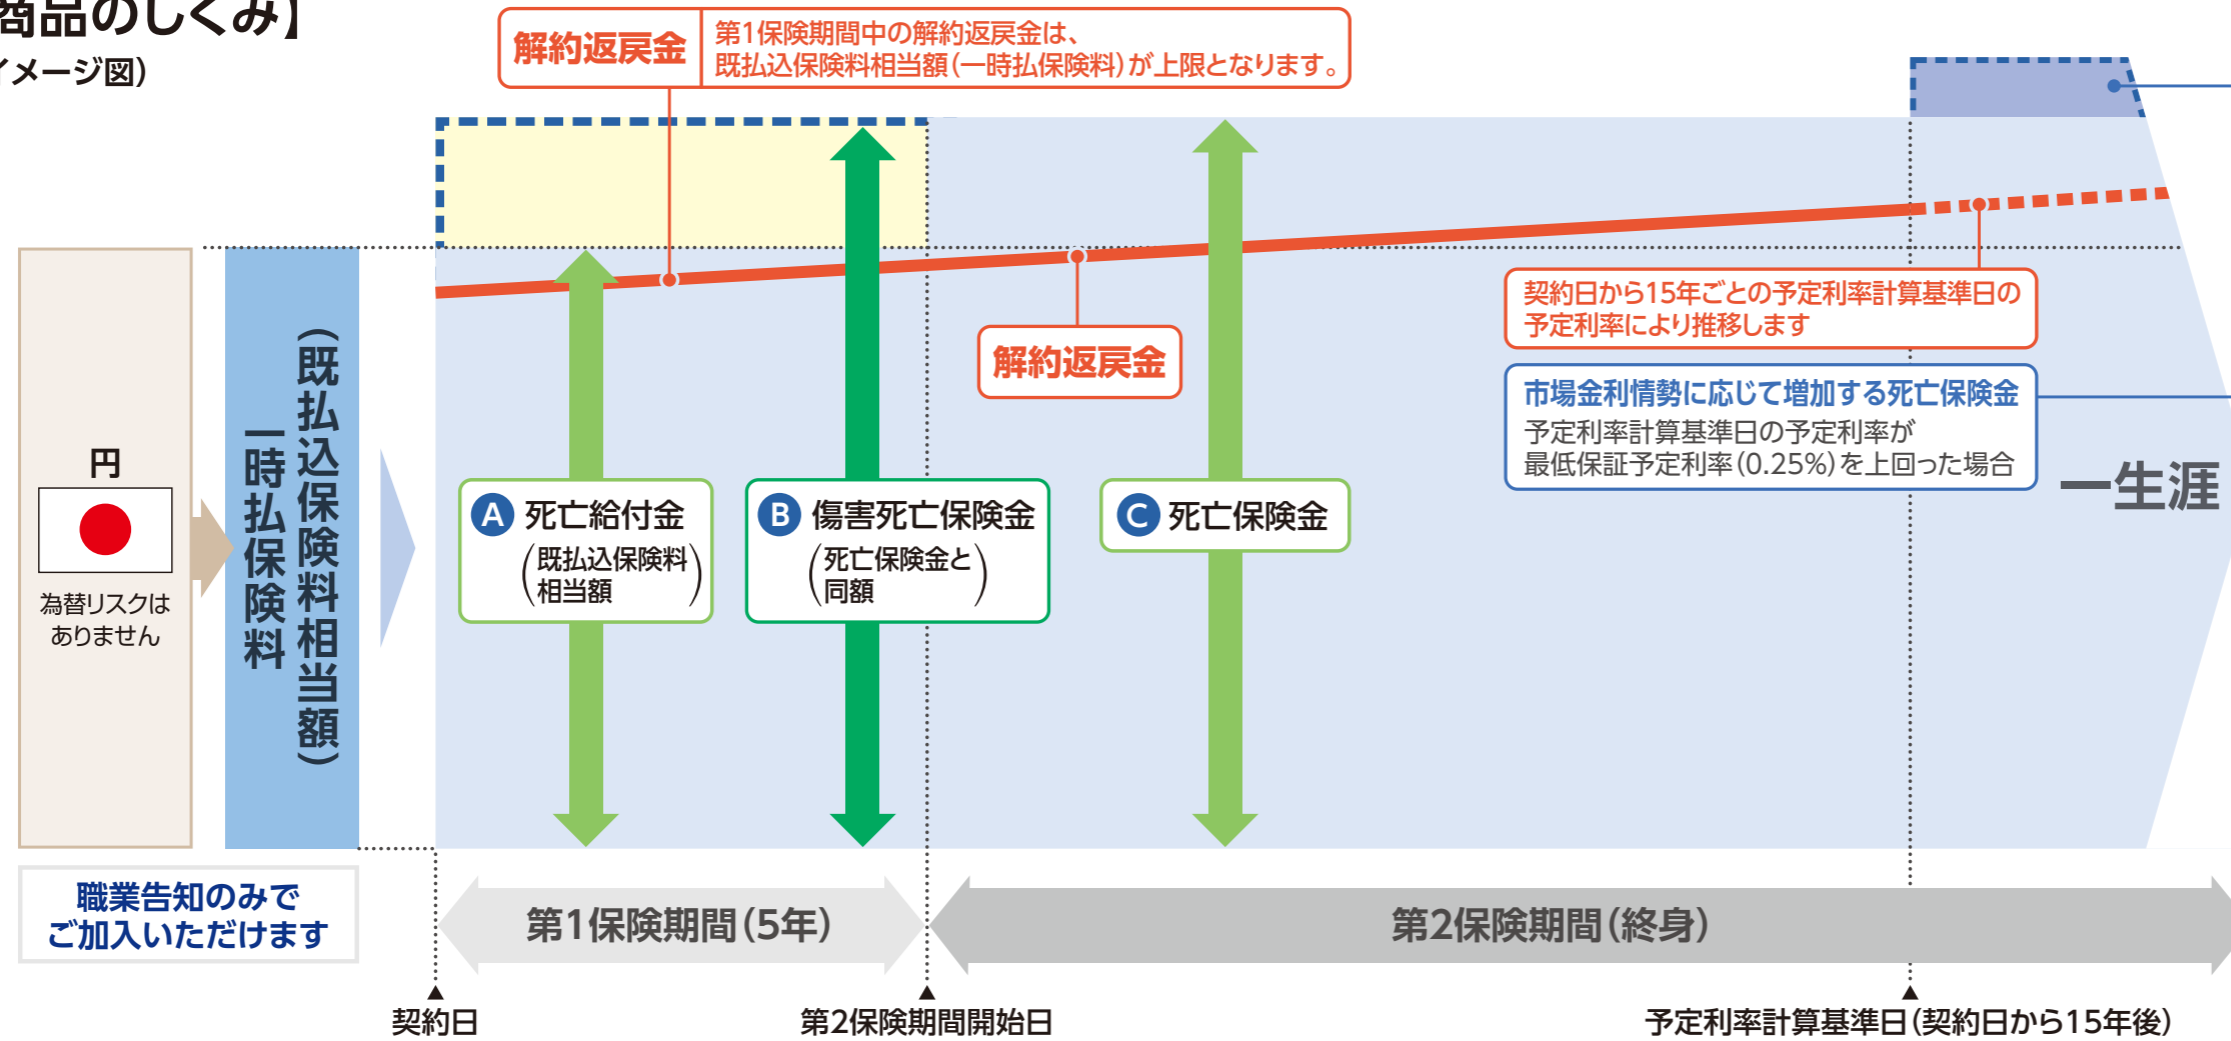 商品のしくみ】
イメージ図）
解約返戻金
第1保険期間中の解約返戻金は、
既払込保険料相当額（一時払保険料）が上限となります。
円
為替リスクは
ありません
一時払保険料
（既払込保険料相当額）
職業告知のみで
ご加入いただけます
A 死亡給付金
（既払込保険料
相当額）
B 傷害死亡保険金
（死亡保険金と
同額）
C 死亡保険金
解約返戻金
契約日から15年ごとの予定利率計算基準日の
予定利率により推移します
市場金利情勢に応じて増加する死亡保険金
予定利率計算基準日の予定利率が
最低保証予定利率（0.25%）を上回った場合
一生涯
第1保険期間（5年）
第2保険期間（終身）
▲
契約日
▲
第2保険期間開始日
▲
予定利率計算基準日（契約日から15年後）